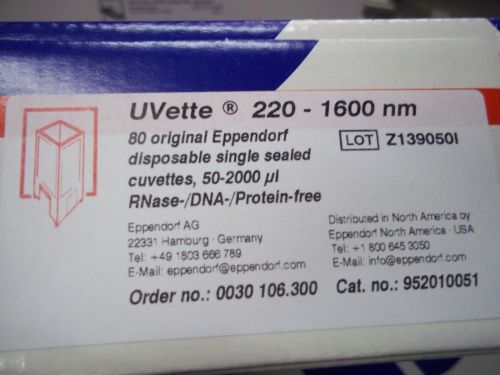 UVette ® 220 - 1600 nm
80 original Eppendorf
disposable single sealed
cuvettes, 50-2000 µl
RNase-/DNA-/Protein-free
LOT Z139050I
Eppendorf AG
22331 Hamburg · Germany
Tel: +49 1803 666 789
E-Mail: eppendorf@eppendorf.com
Distributed in North America by
Eppendorf North America · USA
Tel.: +1 800 645 3050
E-Mail: info@eppendorf.com
Order no.: 0030 106.300
Cat. no.: 952010051